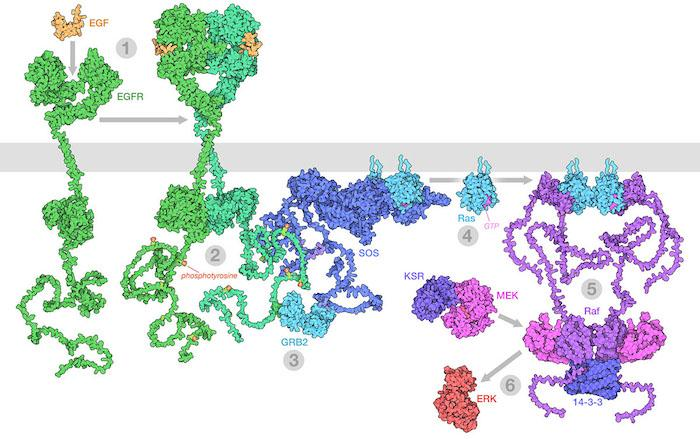 EGF
1
EGFR
2
phosphotyrosine
SOS
GRB2
3
Ras
GTP
4
KSR
MEK
5
Raf
ERK
6
14-3-3